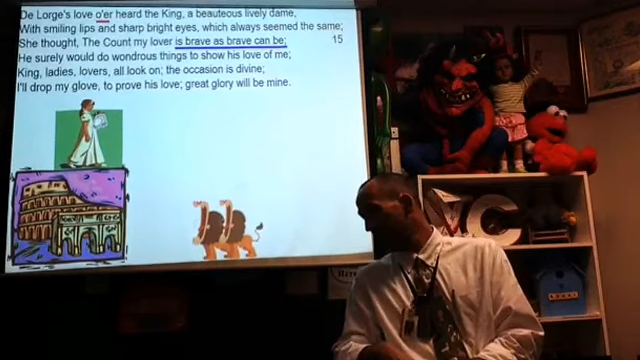 De Lorge's love o'er heard the King, a beauteous lively dame,
With smiling lips and sharp bright eyes, which always seemed the same;
She thought, The Count my lover is brave as brave can be; 15
He surely would do wondrous things to show his love of me;
King, ladies, lovers, all look on; the occasion is divine;
I'll drop my glove, to prove his love; great glory will be mine.